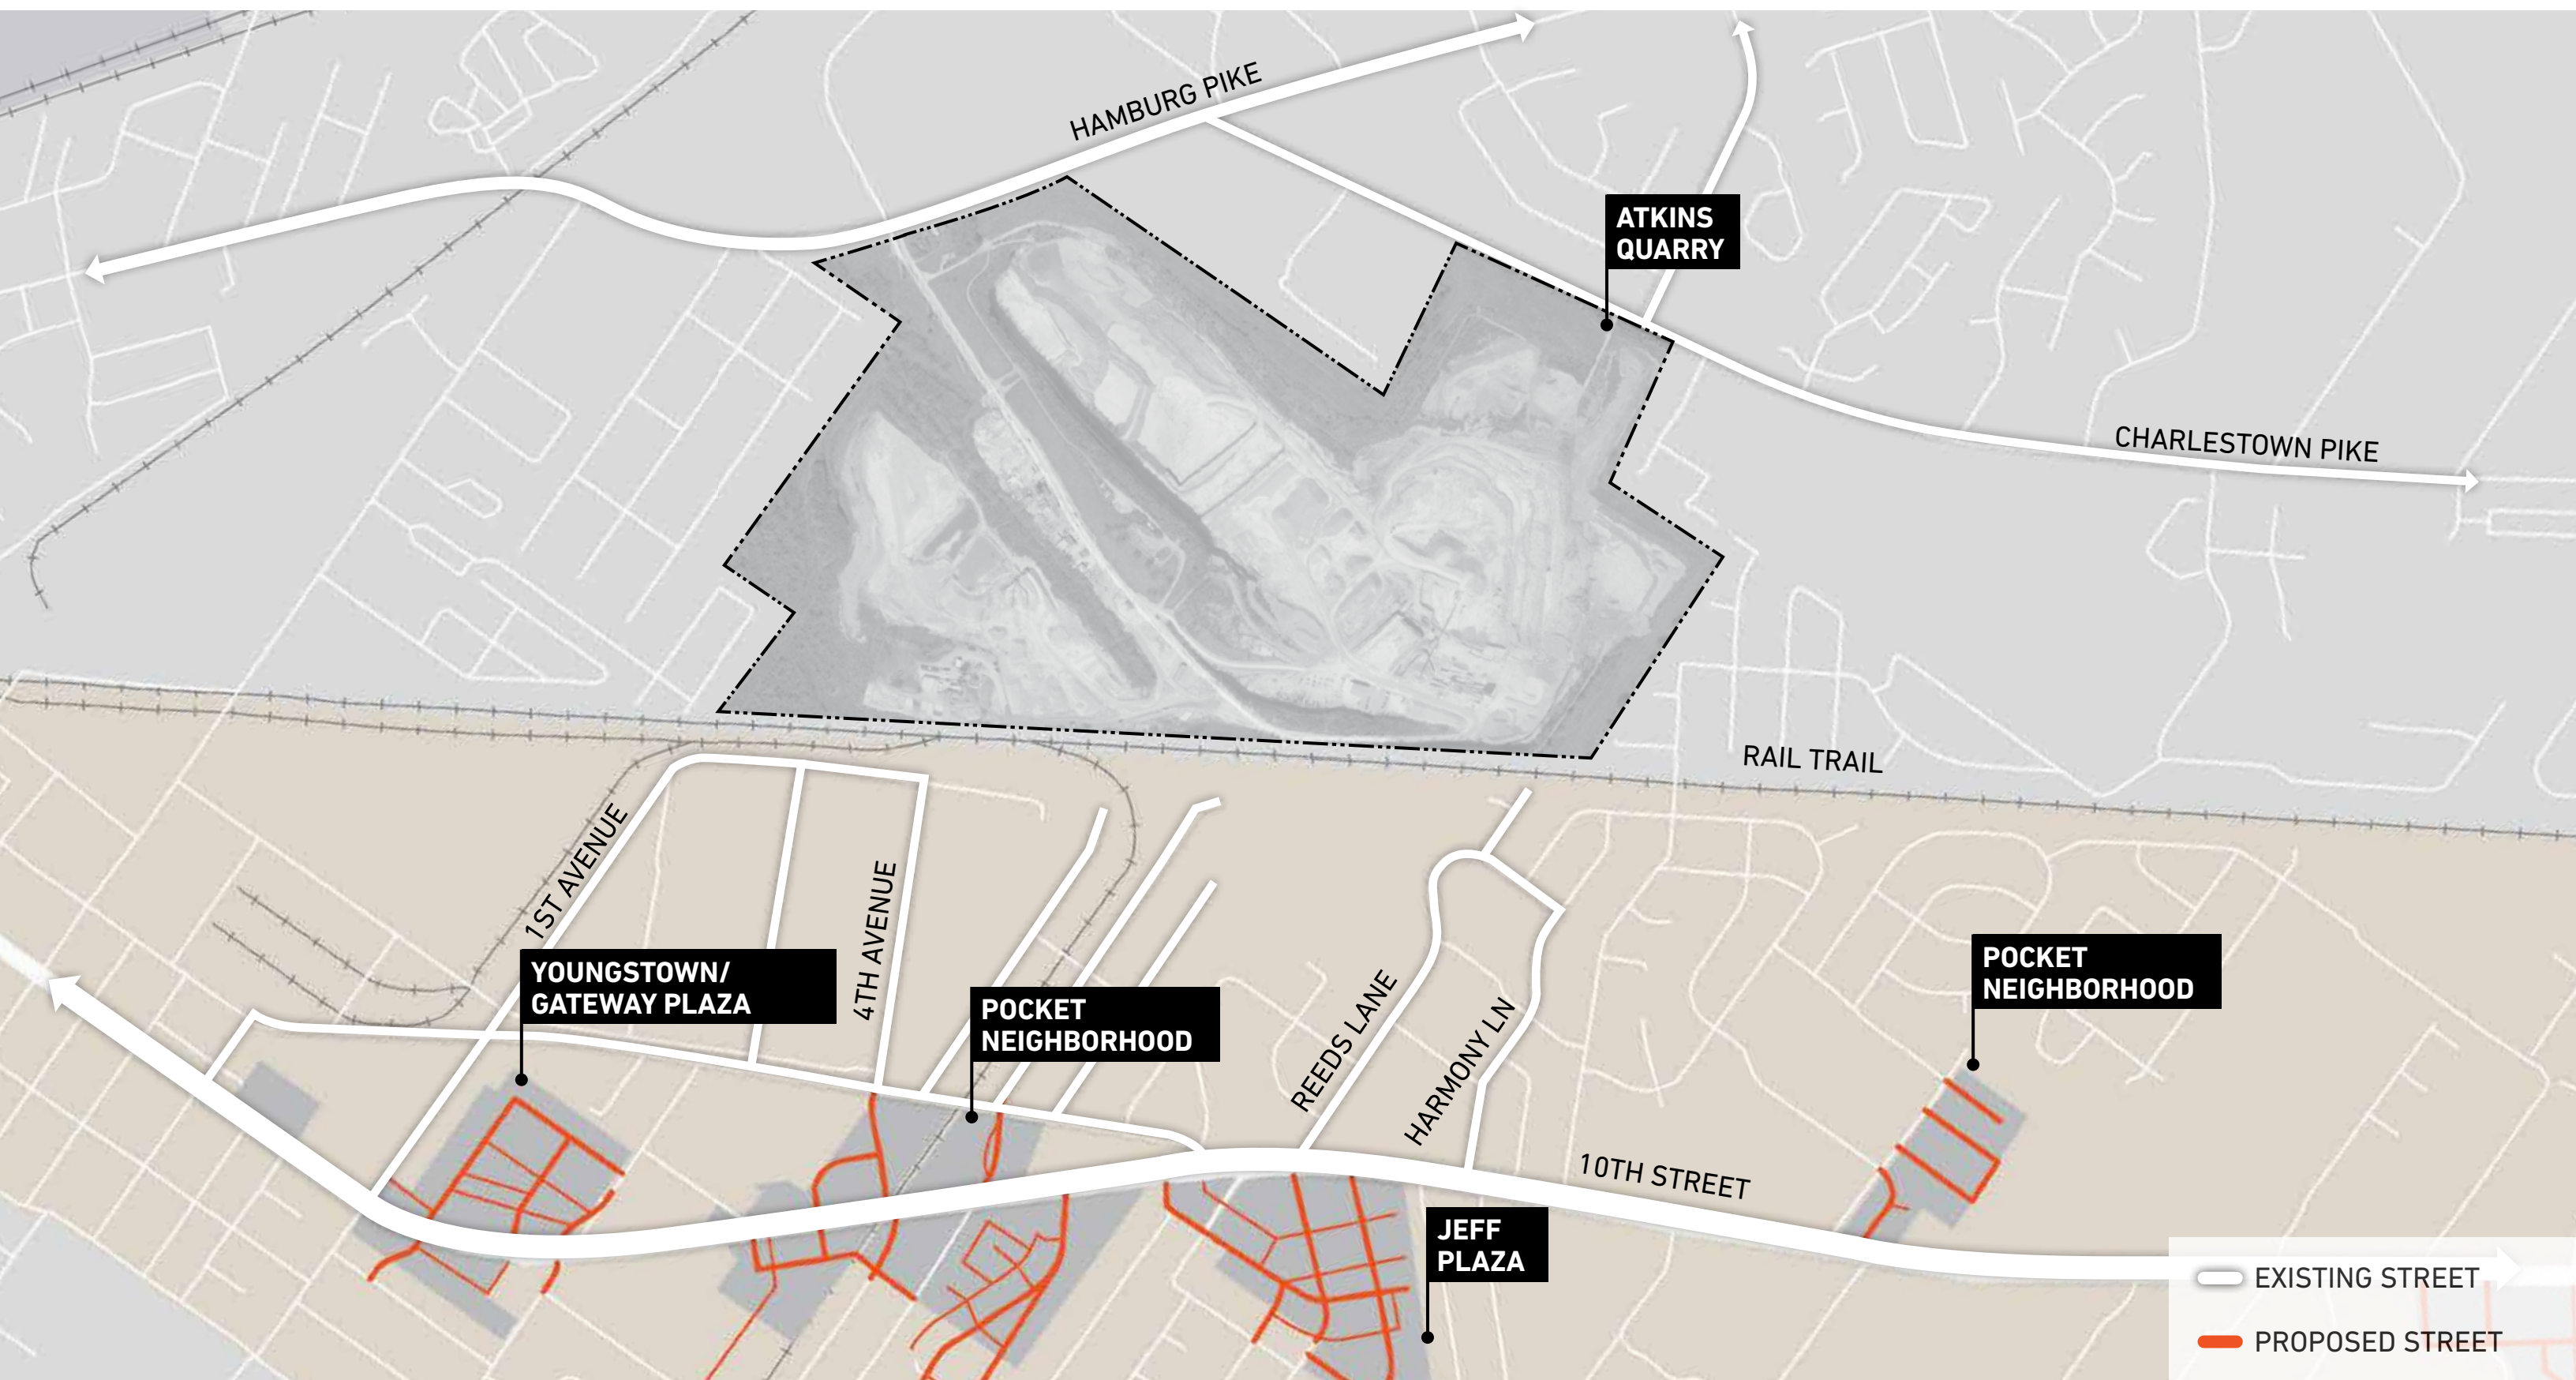 HAMBURG PIKE
ATKINS
QUARRY
CHARLESTOWN PIKE
RAIL TRAIL
1ST AVENUE
4TH AVENUE
YOUNGSTOWN/
GATEWAY PLAZA
POCKET
NEIGHBORHOOD
REEDS LANE
HARMONY LN
POCKET
NEIGHBORHOOD
10TH STREET
JEFF
PLAZA
EXISTING STREET
PROPOSED STREET